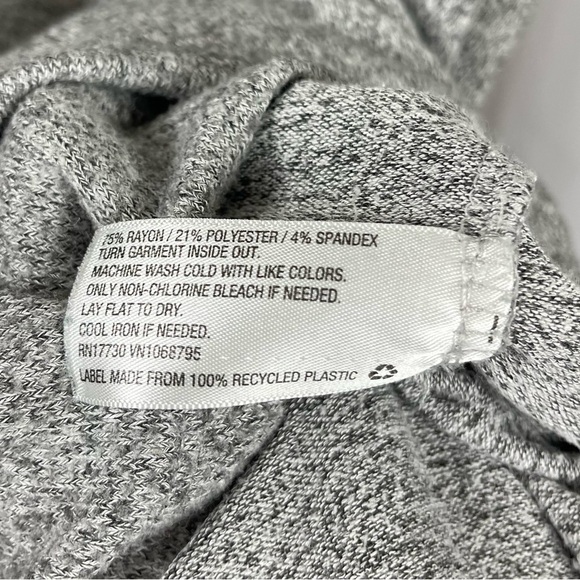 75% RAYON / 21% POLYESTER / 4% SPANDEX
TURN GARMENT INSIDE OUT.
MACHINE WASH COLD WITH LIKE COLORS.
ONLY NON-CHLORINE BLEACH IF NEEDED.
LAY FLAT TO DRY.
COOL IRON IF NEEDED.
RN17730 VN1068795
LABEL MADE FROM 100% RECYCLED PLASTIC